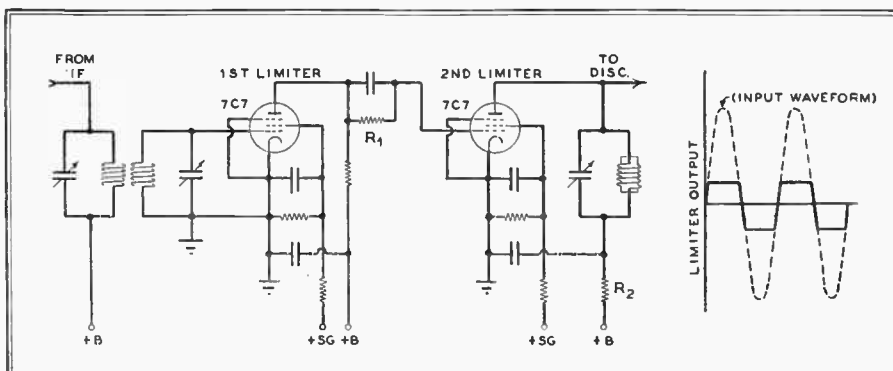 FROM
IF
1ST LIMITER
7C7
R1
2ND LIMITER
7C7
TO
DISC.
R2
+B
+SG
+B
+SG
+B
LIMITER OUTPUT
(INPUT WAVEFORM)